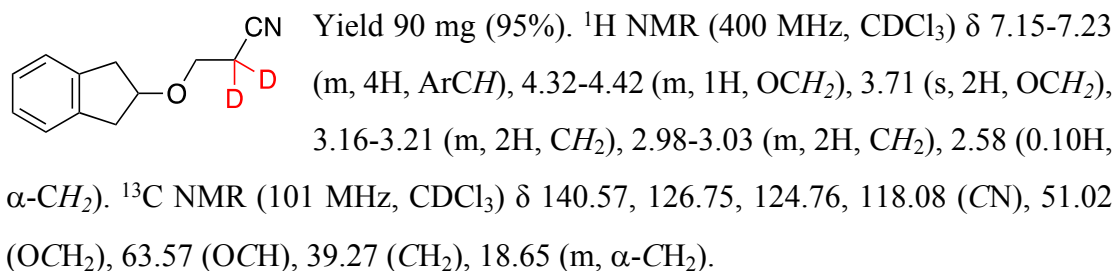 CN
O
D
D
Yield 90 mg (95%). ¹H NMR (400 MHz, CDCl₃) δ 7.15-7.23
(m, 4H, ArCH), 4.32-4.42 (m, 1H, OCH₂), 3.71 (s, 2H, OCH₂),
3.16-3.21 (m, 2H, CH₂), 2.98-3.03 (m, 2H, CH₂), 2.58 (0.10H,
α-CH₂). ¹³C NMR (101 MHz, CDCl₃) δ 140.57, 126.75, 124.76, 118.08 (CN), 51.02
(OCH₂), 63.57 (OCH), 39.27 (CH₂), 18.65 (m, α-CH₂).